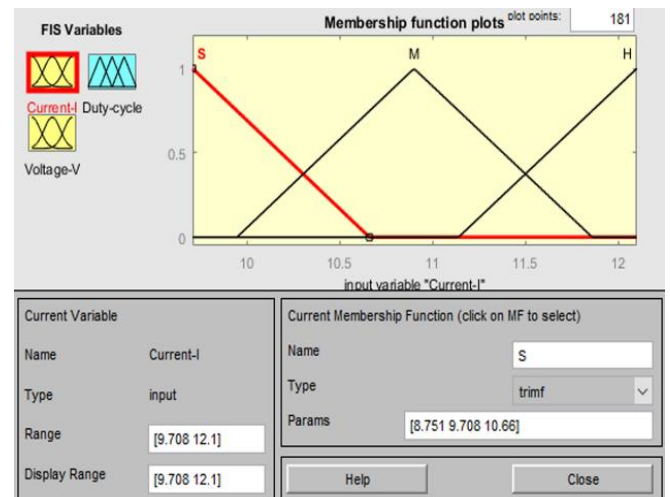 FIS Variables
Current-I Duty-cycle
Voltage-V
Membership function plots plot points: 181
S M H
1
0.5
0
10 10.5 11 11.5 12
input variable "Current-I"
Current Variable
Name Current-I
Type input
Range [9.708 12.1]
Display Range [9.708 12.1]
Current Membership Function (click on MF to select)
Name S
Type trimf
Params [8.751 9.708 10.66]
Help Close